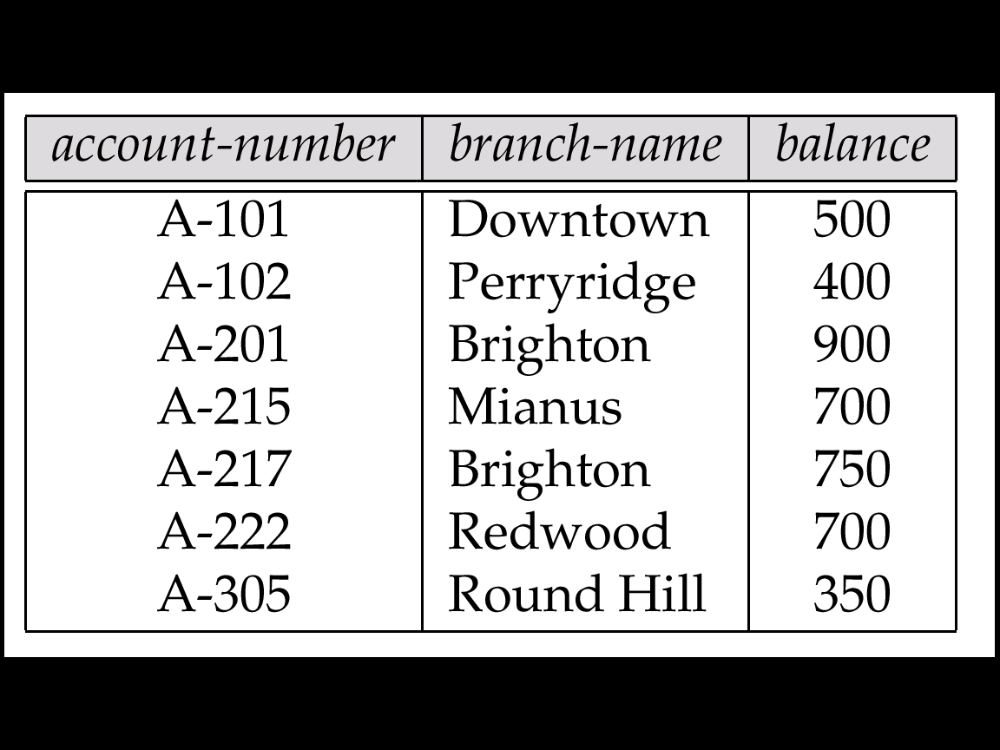 account-number branch-name balance
A-101 Downtown 500
A-102 Perryridge 400
A-201 Brighton 900
A-215 Mianus 700
A-217 Brighton 750
A-222 Redwood 700
A-305 Round Hill 350